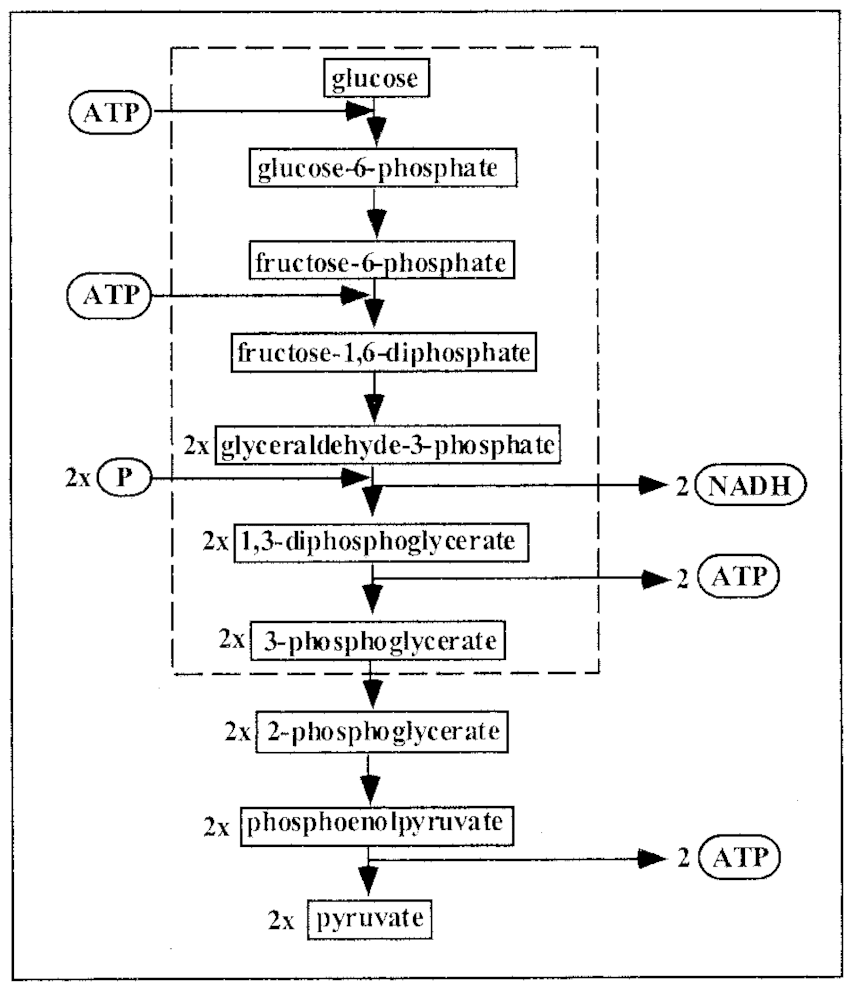 glucose
ATP
glucose-6-phosphate
fructose-6-phosphate
ATP
fructose-1,6-diphosphate
2x glyceraldehyde-3-phosphate
2x P
2 NADH
2x 1,3-diphosphoglycerate
2 ATP
2x 3-phosphoglycerate
2x 2-phosphoglycerate
2x phosphoenolpyruvate
2 ATP
2x pyruvate